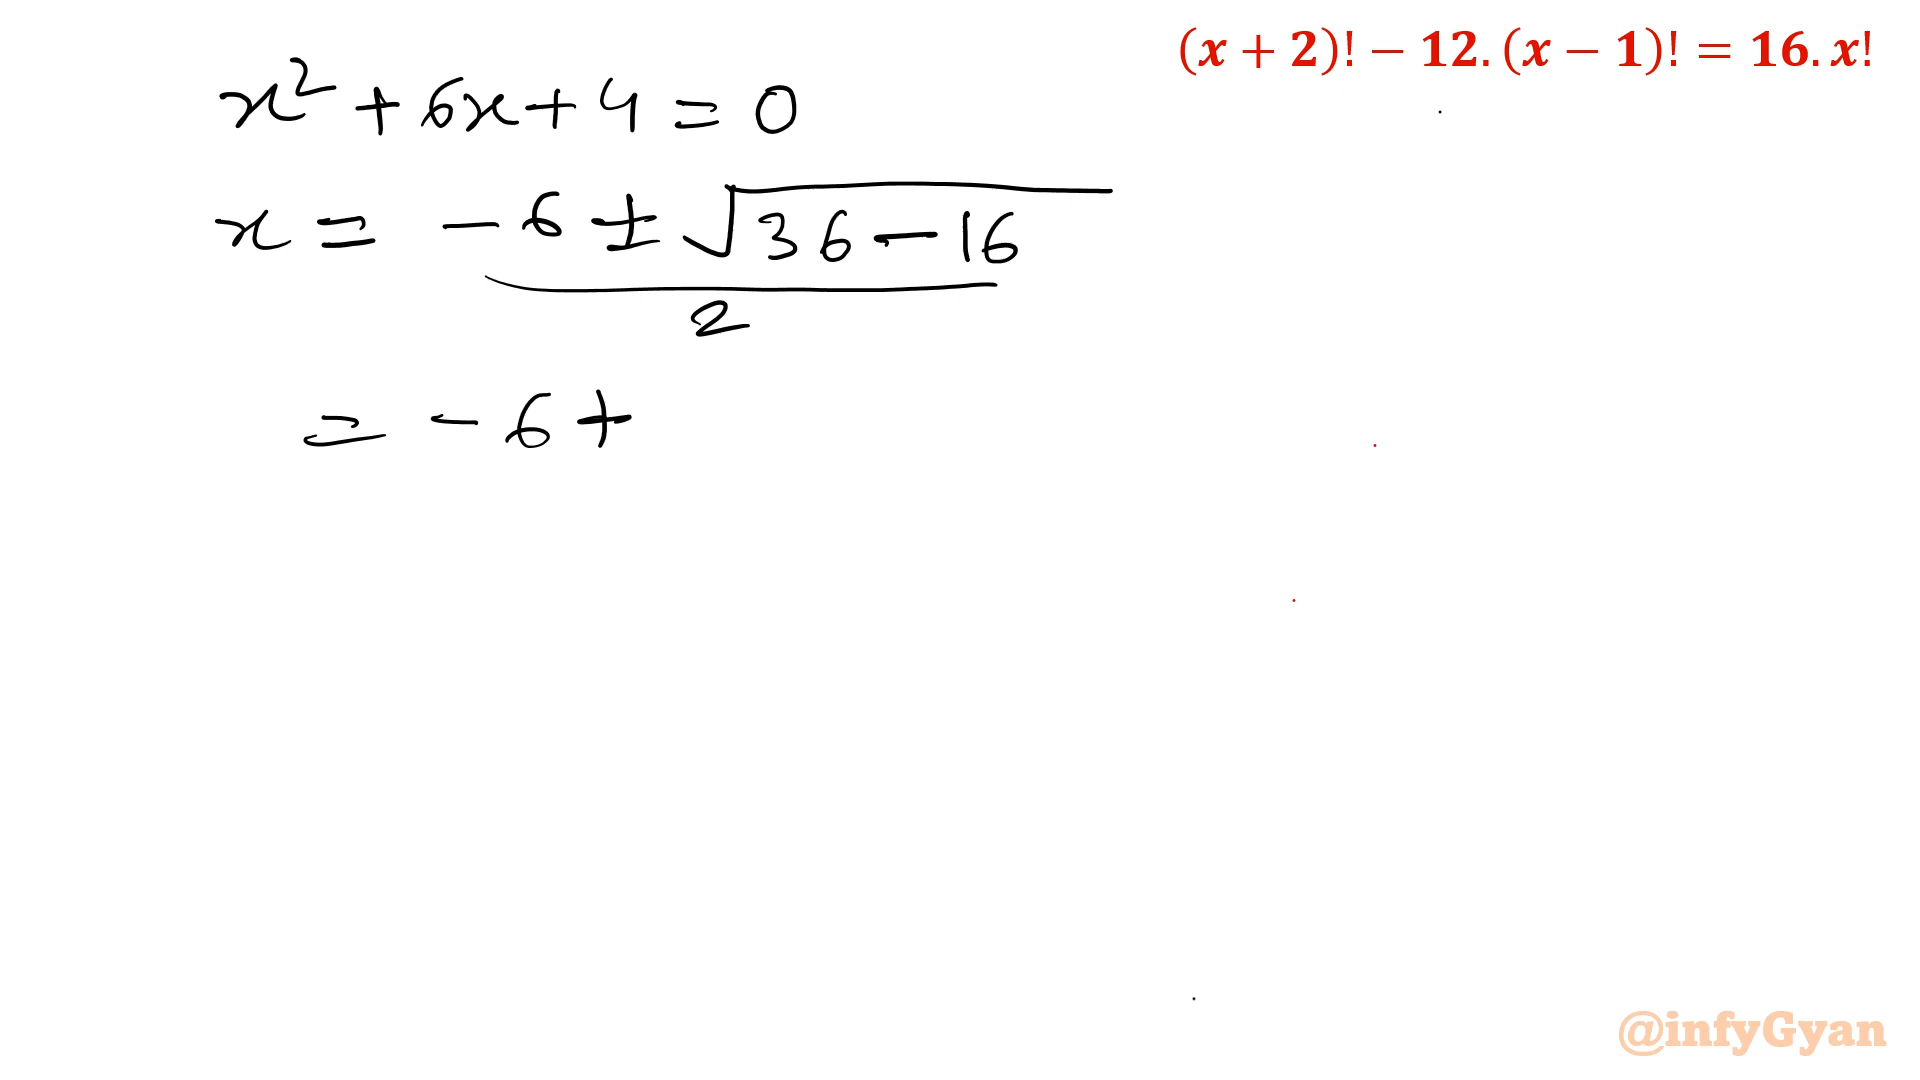 (x + 2)! − 12. (x − 1)! = 16. x!
x² + 6x + 4 = 0
x = -6 ± √36 - 16
2
= -6 +
@infyGyan